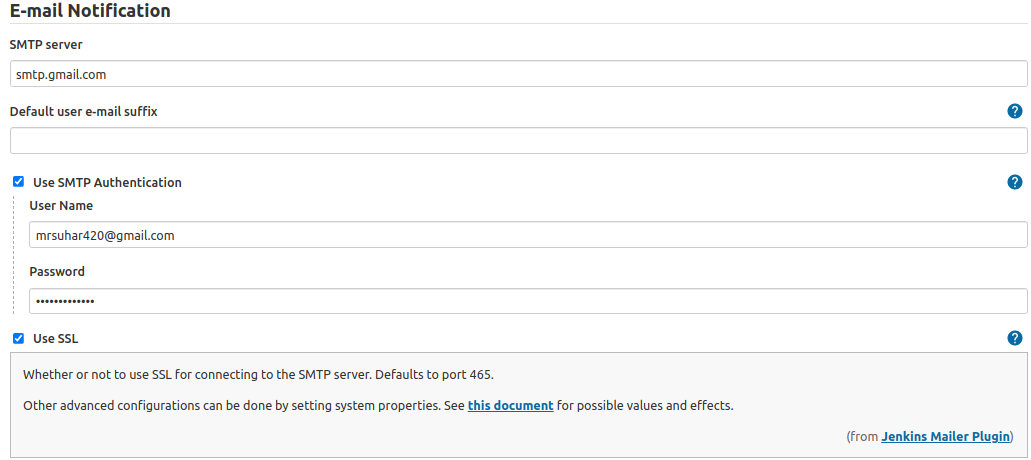 E-mail Notification
SMTP server
smtp.gmail.com
Default user e-mail suffix
?
Use SMTP Authentication
?
User Name
mrsuhar420@gmail.com
Password
•••••••••••••
Use SSL
?
Whether or not to use SSL for connecting to the SMTP server. Defaults to port 465.
Other advanced configurations can be done by setting system properties. See this document for possible values and effects.
(from Jenkins Mailer Plugin)